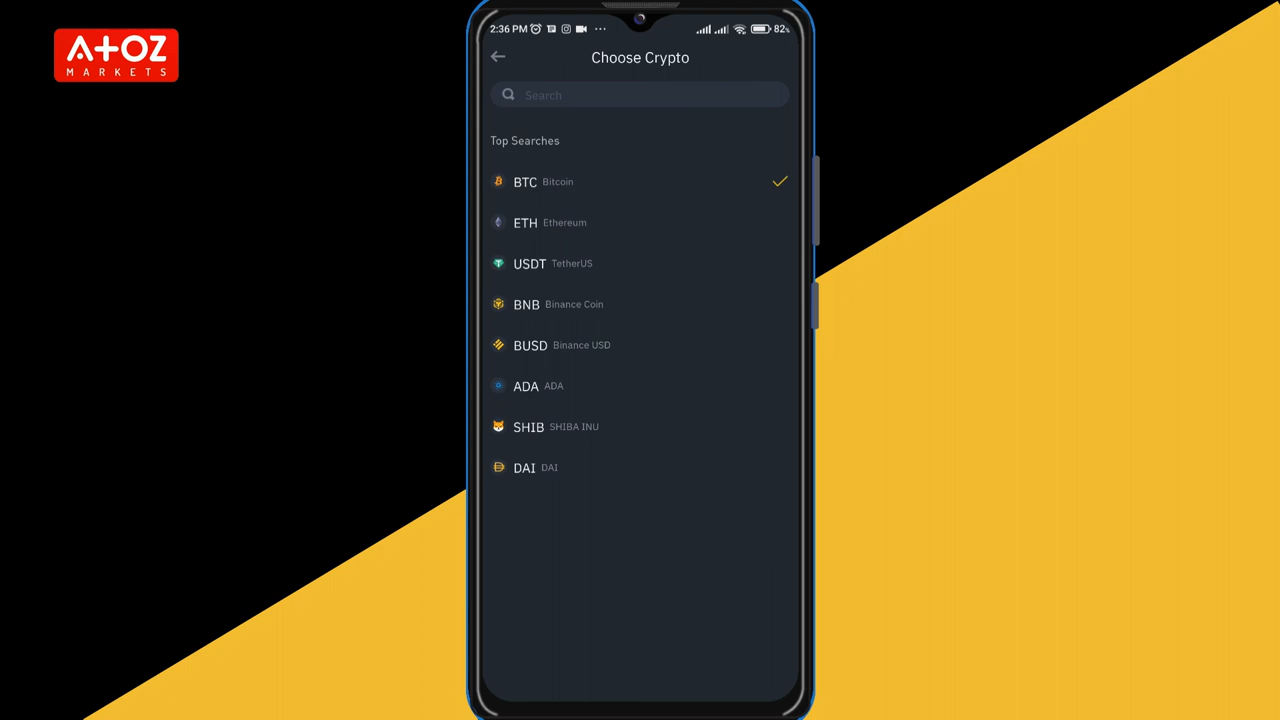 A+OZ
MARKETS
2:36 PM
82%
Choose Crypto
Search
Top Searches
BTC Bitcoin
ETH Ethereum
USDT TetherUS
BNB Binance Coin
BUSD Binance USD
ADA ADA
SHIB SHIBA INU
DAI DAI